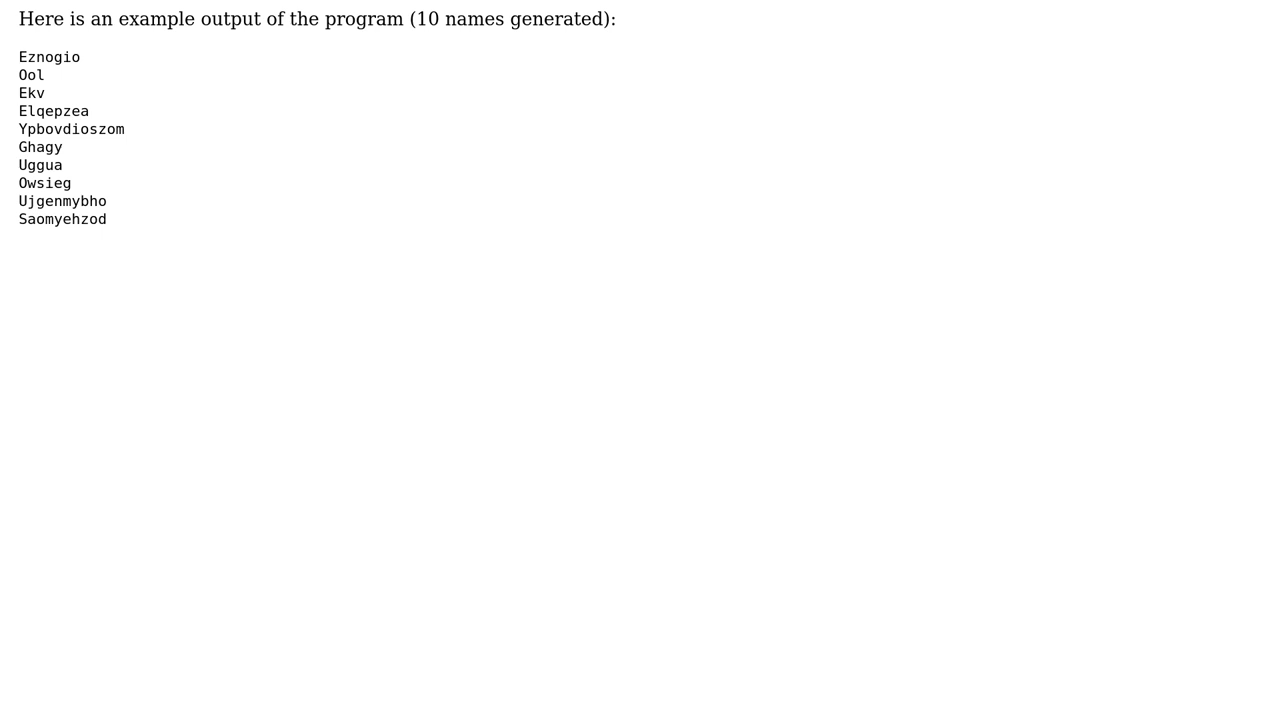 Here is an example output of the program (10 names generated):
Eznogio
Ool
Ekv
Elqepzea
Ypbovdioszom
Ghagy
Uggua
Owsieg
Ujgenmybho
Saomyehzod